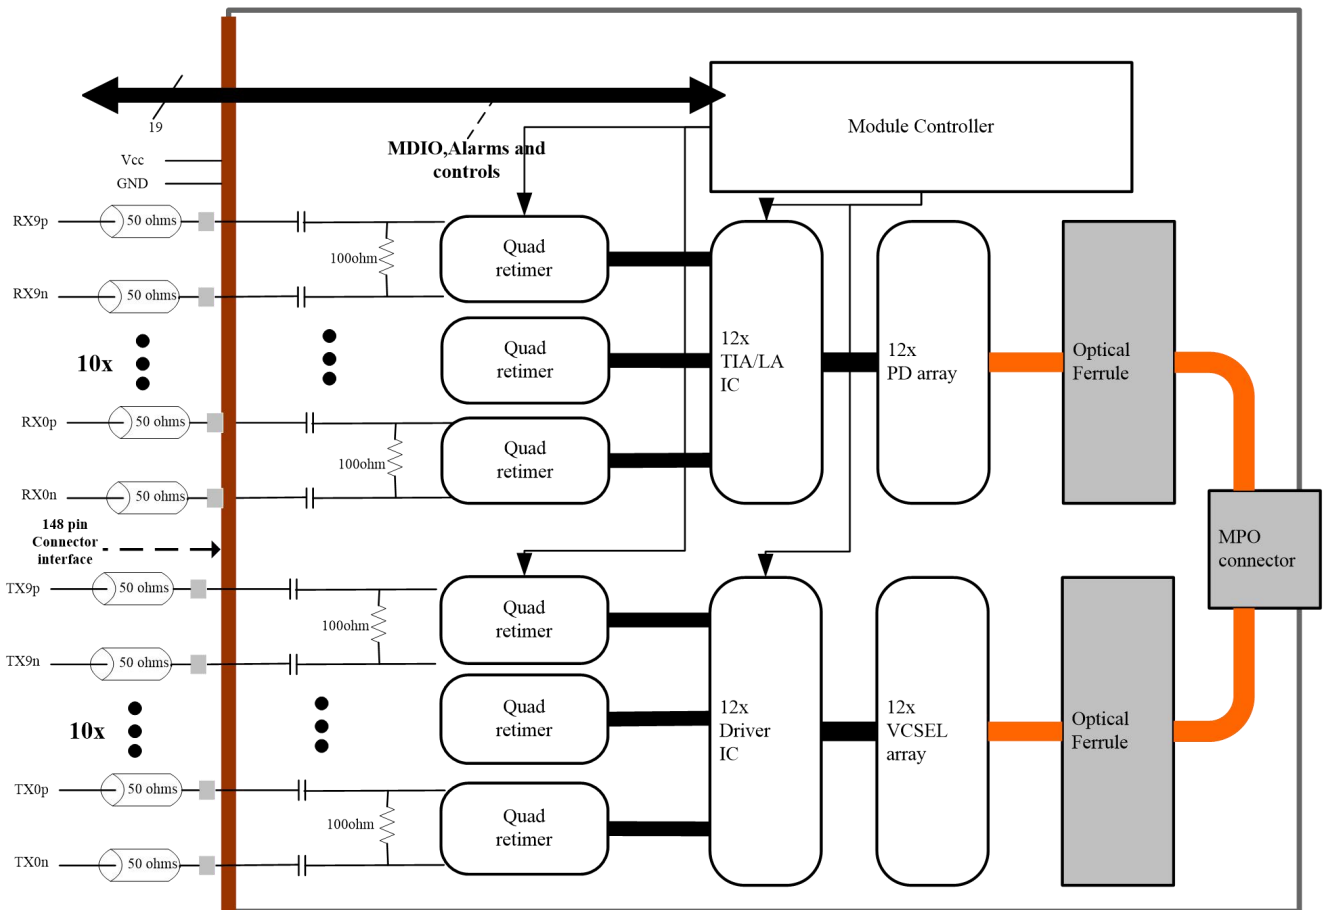 19
MDIO,Alarms and
controls
Module Controller
Vcc
GND
RX9p
50 ohms
100ohm
RX9n
50 ohms
10x
RX0p
50 ohms
100ohm
RX0n
50 ohms
Quad
retimer
Quad
retimer
Quad
retimer
12x
TIA/LA
IC
12x
PD array
Optical
Ferrule
148 pin
Connector
interface
MPO
connector
TX9p
50 ohms
100ohm
TX9n
50 ohms
10x
TX0p
50 ohms
100ohm
TX0n
50 ohms
Quad
retimer
Quad
retimer
Quad
retimer
12x
Driver
IC
12x
VCSEL
array
Optical
Ferrule